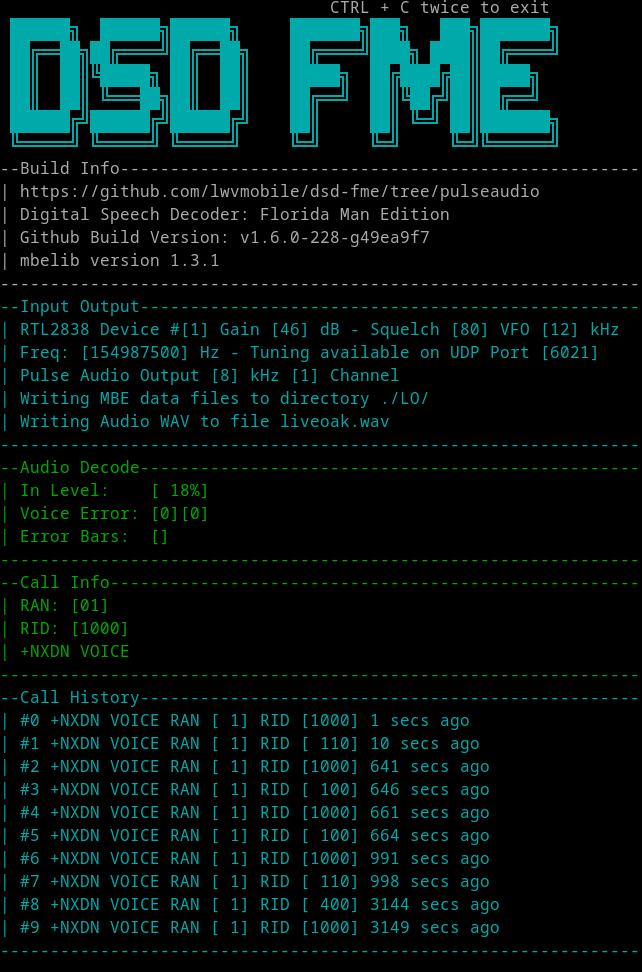 CTRL + C twice to exit
DSD FME
--Build Info----------------------------------------------------
| https://github.com/lwvmobile/dsd-fme/tree/pulseaudio
| Digital Speech Decoder: Florida Man Edition
| Github Build Version: v1.6.0-228-g49ea9f7
| mbelib version 1.3.1
----------------------------------------------------------------
--Input Output--------------------------------------------------
| RTL2838 Device #[1] Gain [46] dB - Squelch [80] VFO [12] kHz
| Freq: [154987500] Hz - Tuning available on UDP Port [6021]
| Pulse Audio Output [8] kHz [1] Channel
| Writing MBE data files to directory ./LO/
| Writing Audio WAV to file liveoak.wav
----------------------------------------------------------------
--Audio Decode--------------------------------------------------
| In Level:    [ 18%]
| Voice Error: [0][0]
| Error Bars:  []
----------------------------------------------------------------
--Call Info-----------------------------------------------------
| RAN: [01]
| RID: [1000]
| +NXDN VOICE
----------------------------------------------------------------
--Call History--------------------------------------------------
| #0 +NXDN VOICE RAN [ 1] RID [1000] 1 secs ago
| #1 +NXDN VOICE RAN [ 1] RID [ 110] 10 secs ago
| #2 +NXDN VOICE RAN [ 1] RID [1000] 641 secs ago
| #3 +NXDN VOICE RAN [ 1] RID [ 100] 646 secs ago
| #4 +NXDN VOICE RAN [ 1] RID [1000] 661 secs ago
| #5 +NXDN VOICE RAN [ 1] RID [ 100] 664 secs ago
| #6 +NXDN VOICE RAN [ 1] RID [1000] 991 secs ago
| #7 +NXDN VOICE RAN [ 1] RID [ 110] 998 secs ago
| #8 +NXDN VOICE RAN [ 1] RID [ 400] 3144 secs ago
| #9 +NXDN VOICE RAN [ 1] RID [1000] 3149 secs ago
----------------------------------------------------------------